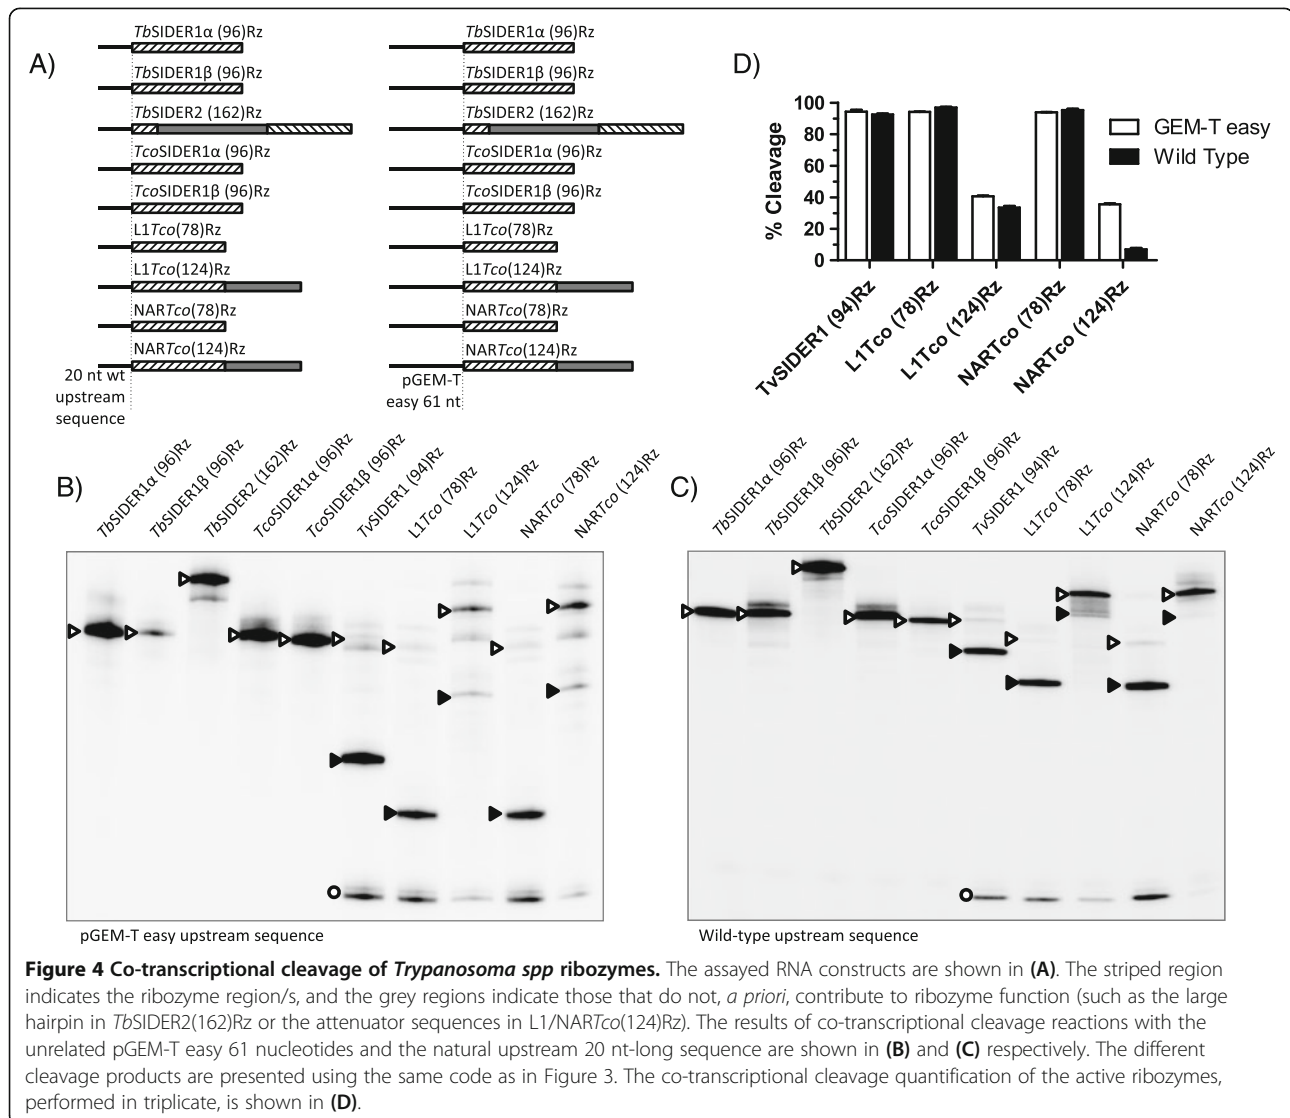 A)
TbSIDER1α (96)Rz
TbSIDER1β (96)Rz
TbSIDER2 (162)Rz
TcoSIDER1α (96)Rz
TcoSIDER1β (96)Rz
L1Tco(78)Rz
L1Tco(124)Rz
NARTco(78)Rz
NARTco(124)Rz
20 nt wt
upstream
sequence
TbSIDER1α (96)Rz
TbSIDER1β (96)Rz
TbSIDER2 (162)Rz
TcoSIDER1α (96)Rz
TcoSIDER1β (96)Rz
L1Tco(78)Rz
L1Tco(124)Rz
NARTco(78)Rz
NARTco(124)Rz
pGEM-T
easy 61 nt
D)
% Cleavage
100
80
60
40
20
0
GEM-T easy
Wild Type
TvSIDER1 (94)Rz
L1Tco (78)Rz
L1Tco (124)Rz
NARTco (78)Rz
NARTco (124)Rz
B)
TbSIDER1α (96)Rz
TbSIDER1β (96)Rz
TbSIDER2 (162)Rz
TcoSIDER1α (96)Rz
TcoSIDER1β (96)Rz
TvSIDER1 (94)Rz
L1Tco (78)Rz
L1Tco (124)Rz
NARTco (78)Rz
NARTco (124)Rz
pGEM-T easy upstream sequence
C)
TbSIDER1α (96)Rz
TbSIDER1β (96)Rz
TbSIDER2 (162)Rz
TcoSIDER1α (96)Rz
TcoSIDER1β (96)Rz
TvSIDER1 (94)Rz
L1Tco (78)Rz
L1Tco (124)Rz
NARTco (78)Rz
NARTco (124)Rz
Wild-type upstream sequence
Figure 4 Co-transcriptional cleavage of Trypanosoma spp ribozymes. The assayed RNA constructs are shown in (A). The striped region
indicates the ribozyme region/s, and the grey regions indicate those that do not, a priori, contribute to ribozyme function (such as the large
hairpin in TbSIDER2(162)Rz or the attenuator sequences in L1/NARTco(124)Rz). The results of co-transcriptional cleavage reactions with the
unrelated pGEM-T easy 61 nucleotides and the natural upstream 20 nt-long sequence are shown in (B) and (C) respectively. The different
cleavage products are presented using the same code as in Figure 3. The co-transcriptional cleavage quantification of the active ribozymes,
performed in triplicate, is shown in (D).